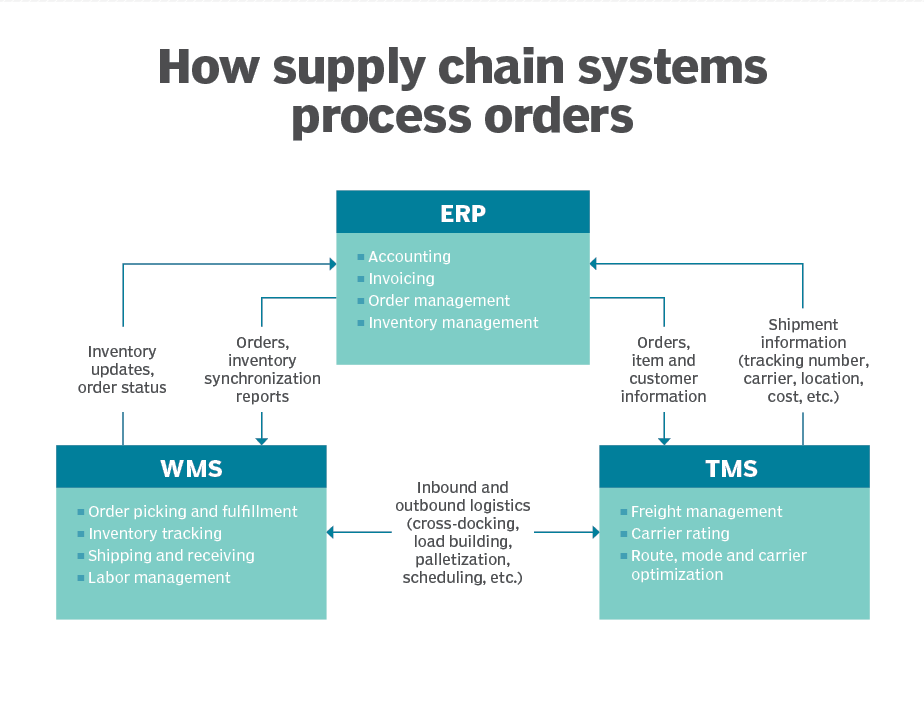 How supply chain systems
process orders
ERP
Accounting
Invoicing
Order management
Inventory management
Inventory
updates,
order status
Orders,
inventory
synchronization
reports
Orders,
item and
customer
information
Shipment
information
(tracking number,
carrier, location,
cost, etc.)
WMS
Order picking and fulfillment
Inventory tracking
Shipping and receiving
Labor management
Inbound and
outbound logistics
(cross-docking,
load building,
palletization,
scheduling, etc.)
TMS
Freight management
Carrier rating
Route, mode and carrier
optimization